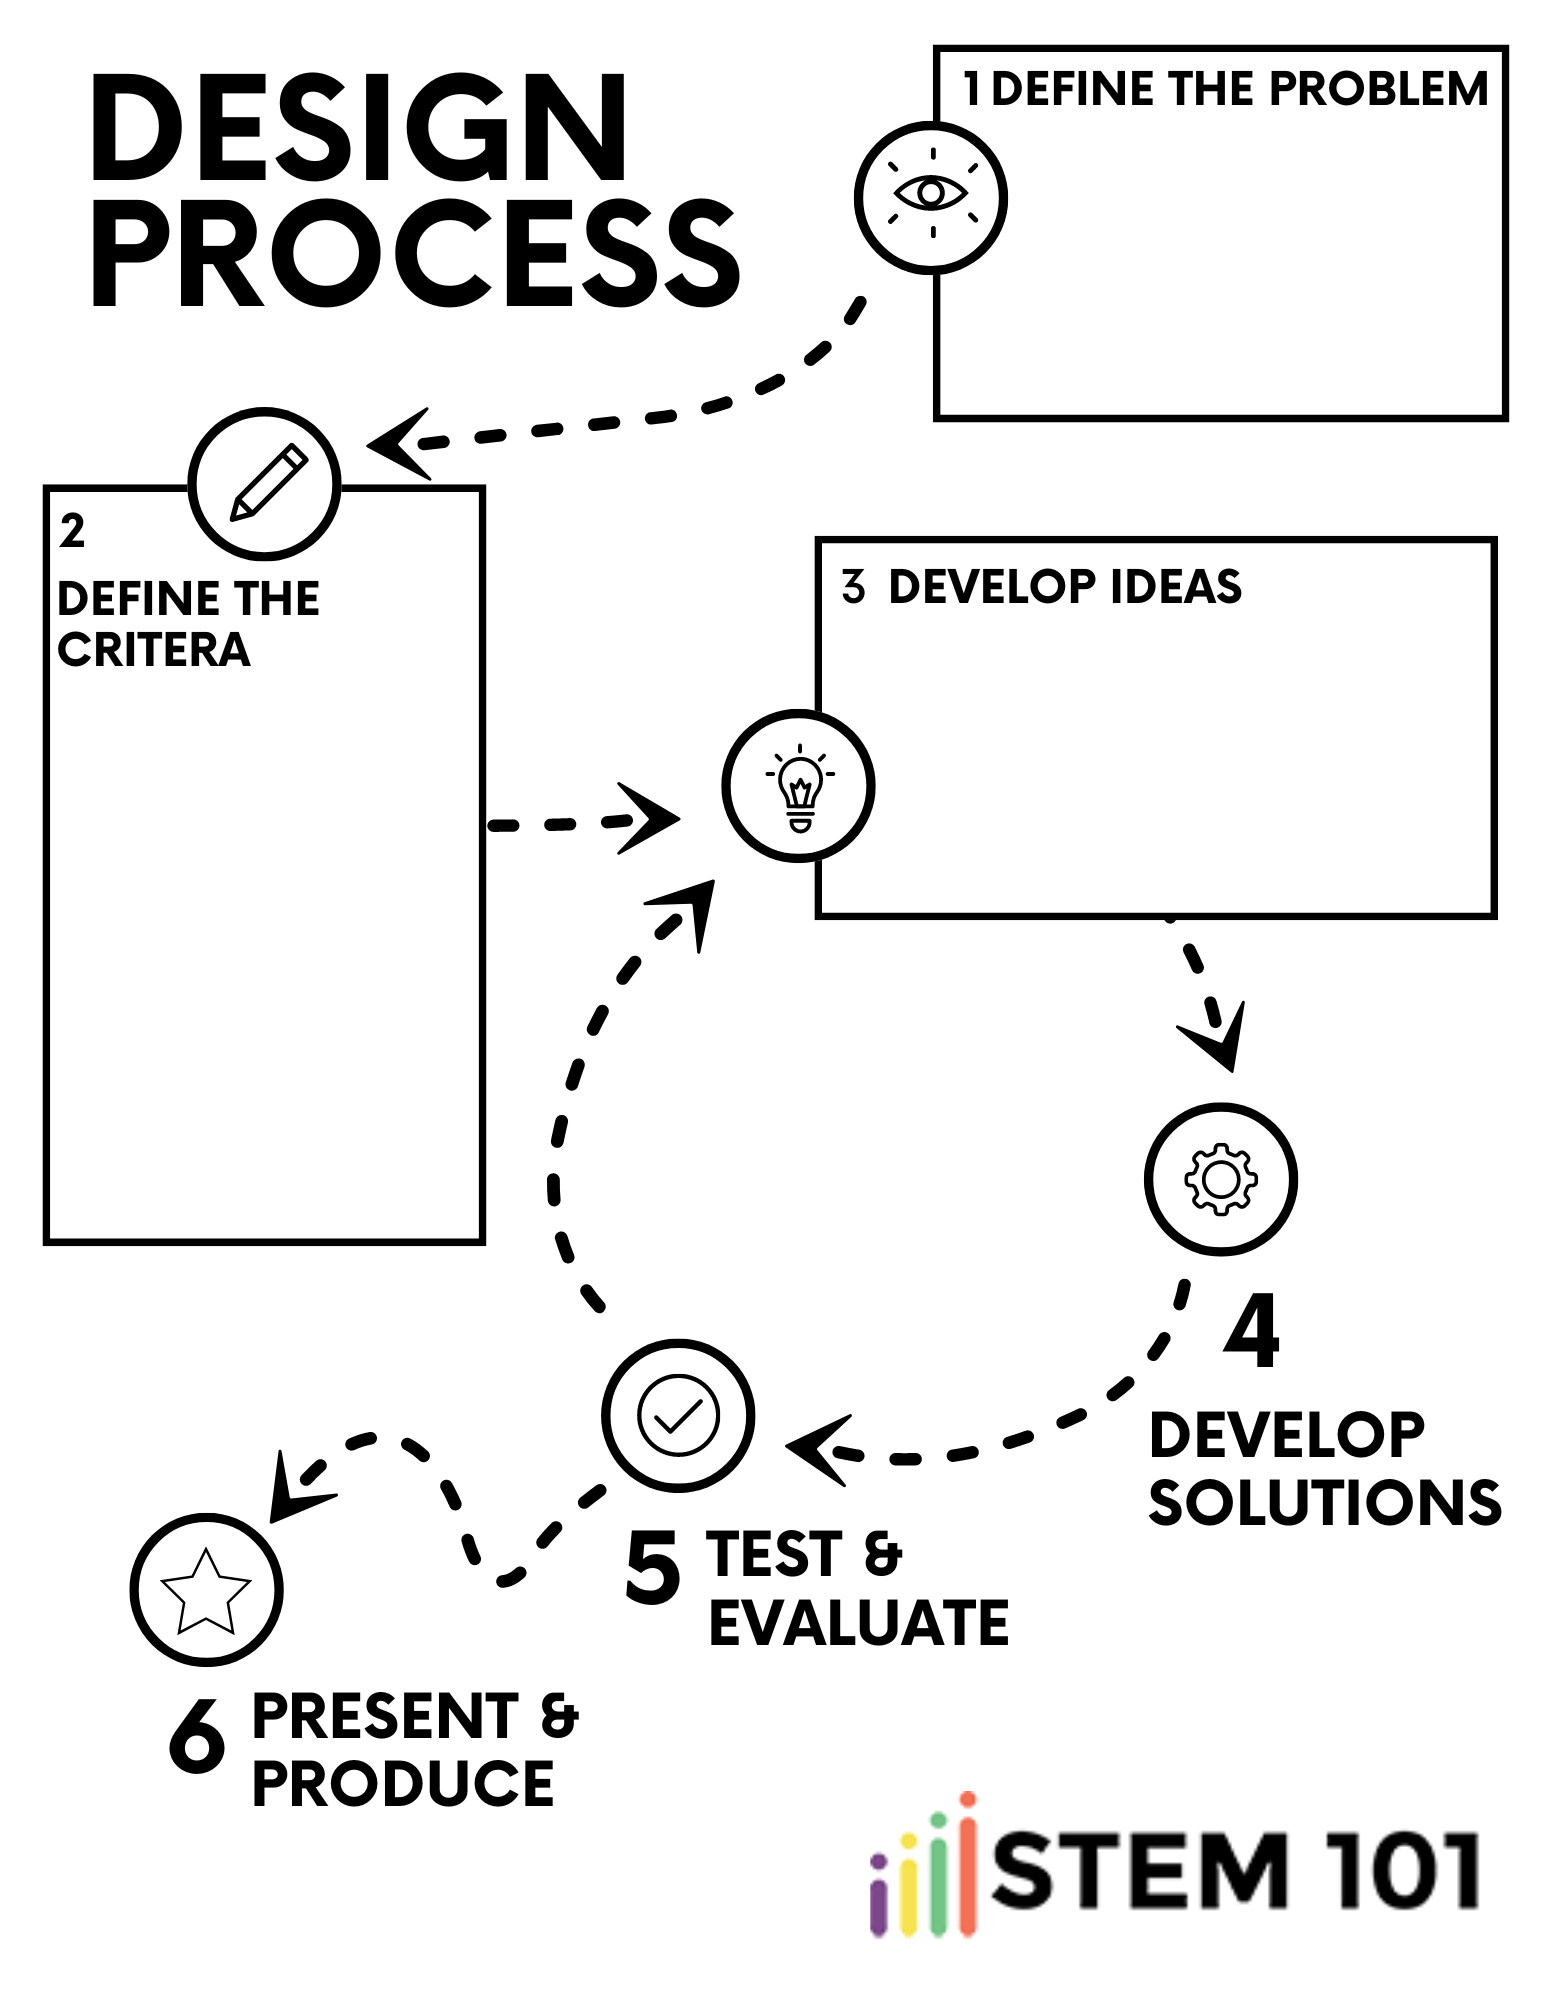 DESIGN
PROCESS
1 DEFINE THE PROBLEM
2
DEFINE THE
CRITERA
3 DEVELOP IDEAS
4
DEVELOP
SOLUTIONS
5 TEST &
EVALUATE
6 PRESENT &
PRODUCE
STEM 101